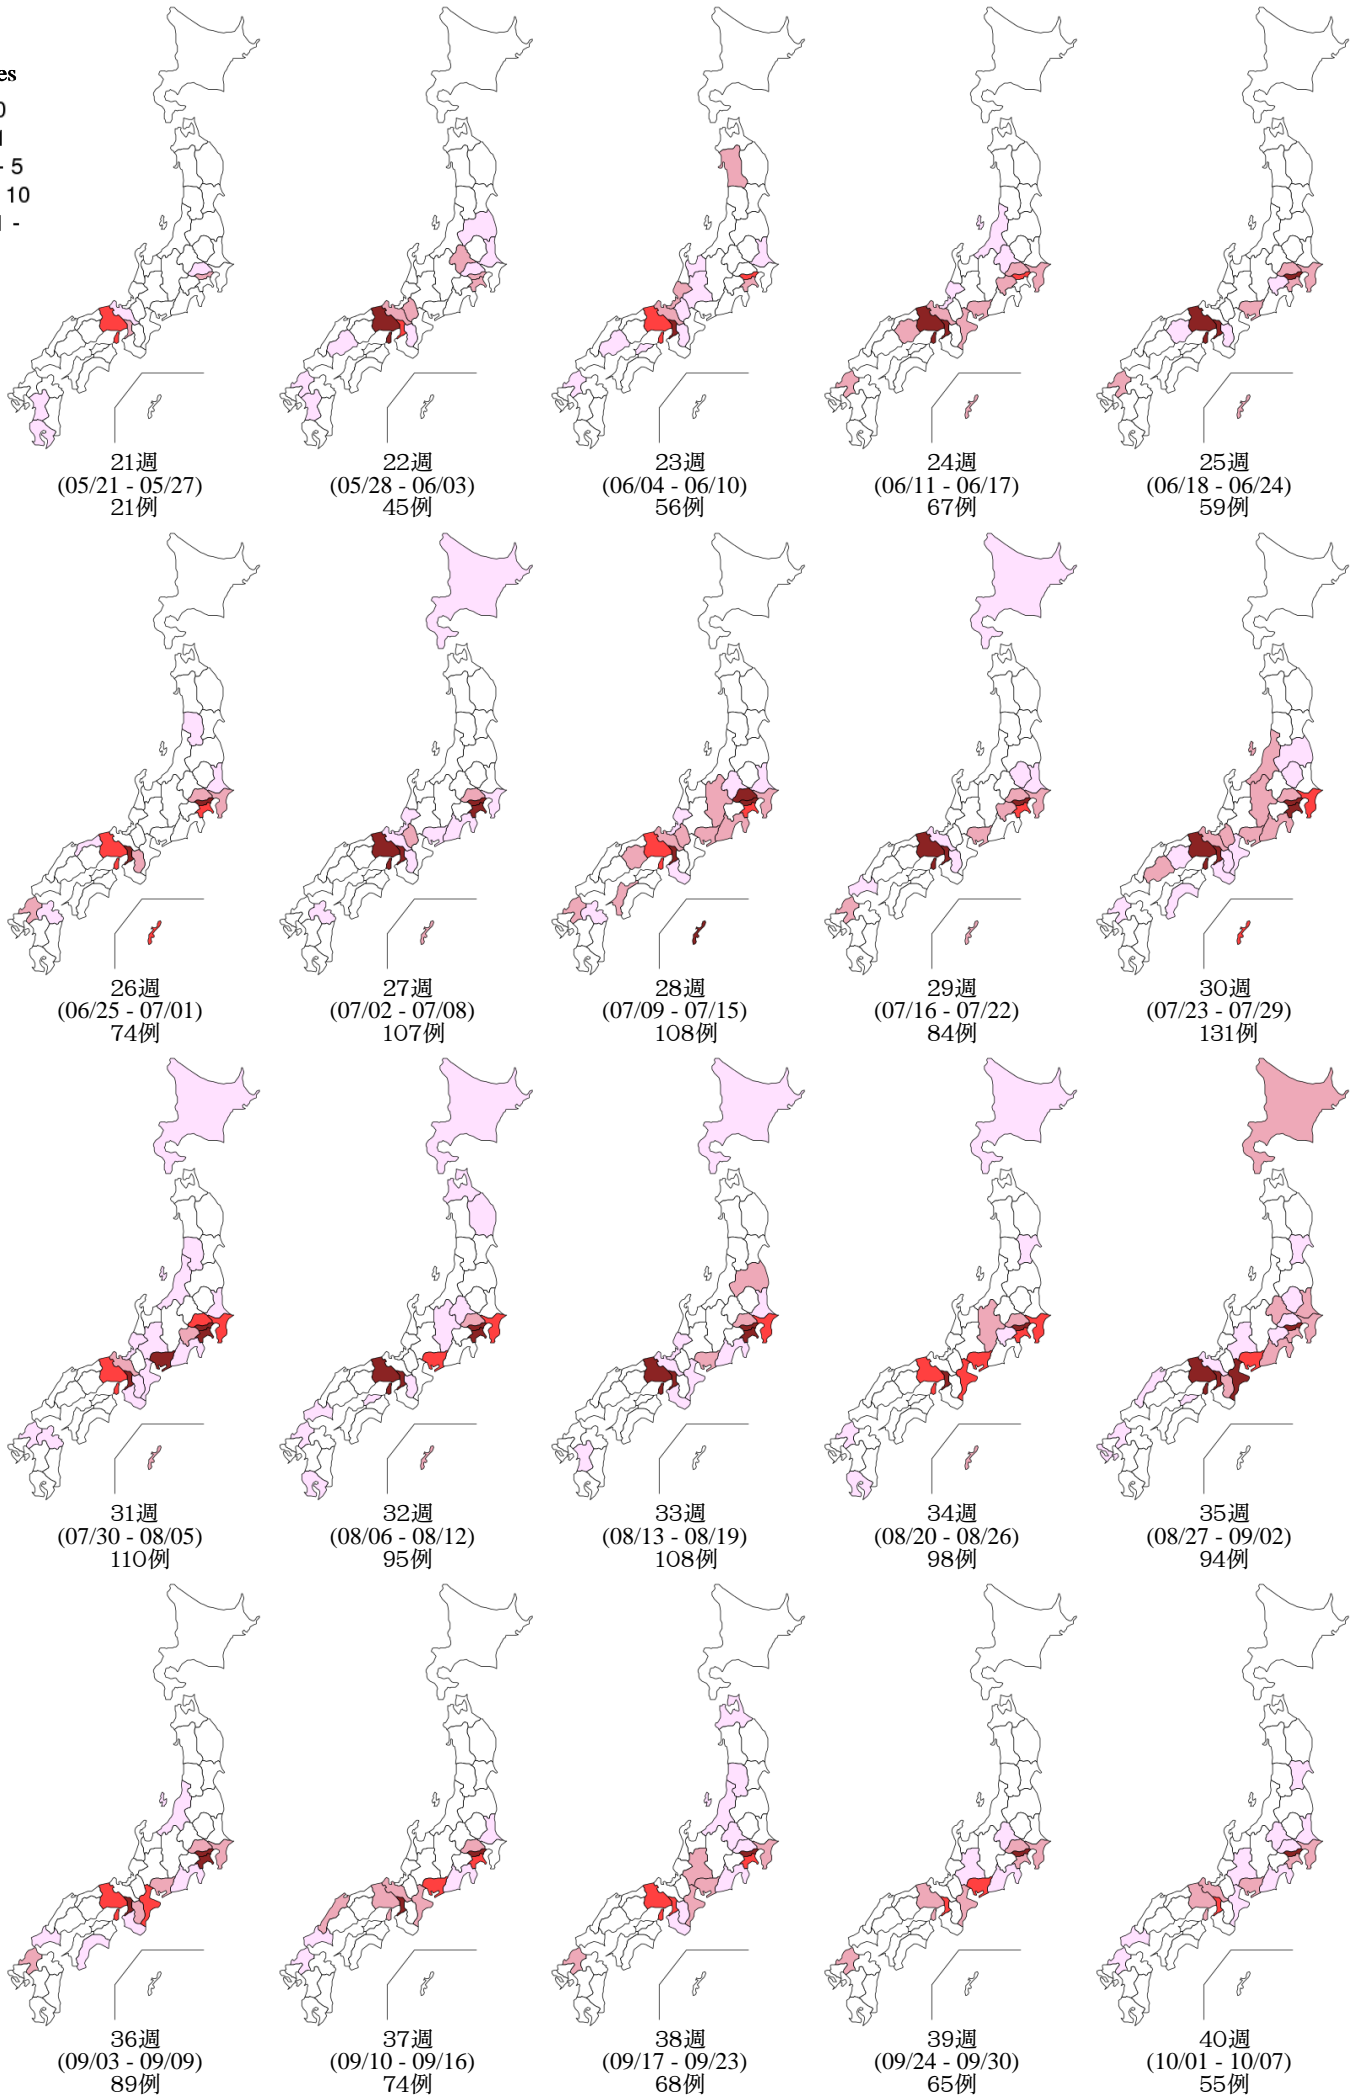 es
0
1
- 5
10
1 -
21週
(05/21 - 05/27)
21例
22週
(05/28 - 06/03)
45例
23週
(06/04 - 06/10)
56例
24週
(06/11 - 06/17)
67例
25週
(06/18 - 06/24)
59例
26週
(06/25 - 07/01)
74例
27週
(07/02 - 07/08)
107例
28週
(07/09 - 07/15)
108例
29週
(07/16 - 07/22)
84例
30週
(07/23 - 07/29)
131例
31週
(07/30 - 08/05)
110例
32週
(08/06 - 08/12)
95例
33週
(08/13 - 08/19)
108例
34週
(08/20 - 08/26)
98例
35週
(08/27 - 09/02)
94例
36週
(09/03 - 09/09)
89例
37週
(09/10 - 09/16)
74例
38週
(09/17 - 09/23)
68例
39週
(09/24 - 09/30)
65例
40週
(10/01 - 10/07)
55例